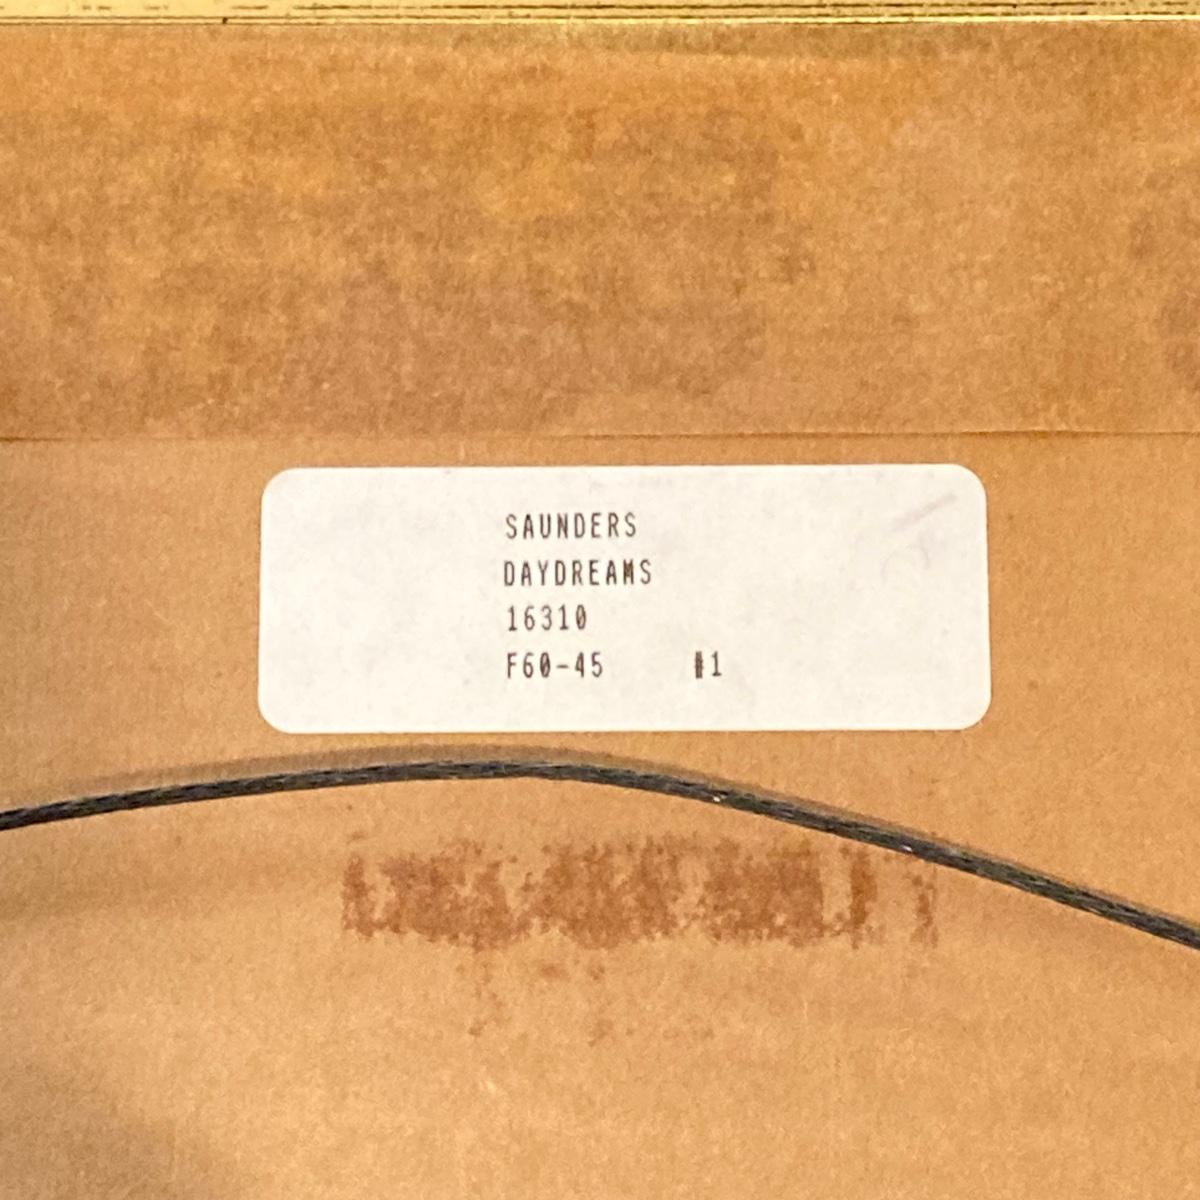 SAUNDERS
DAYDREAMS
16310
F60-45 #1